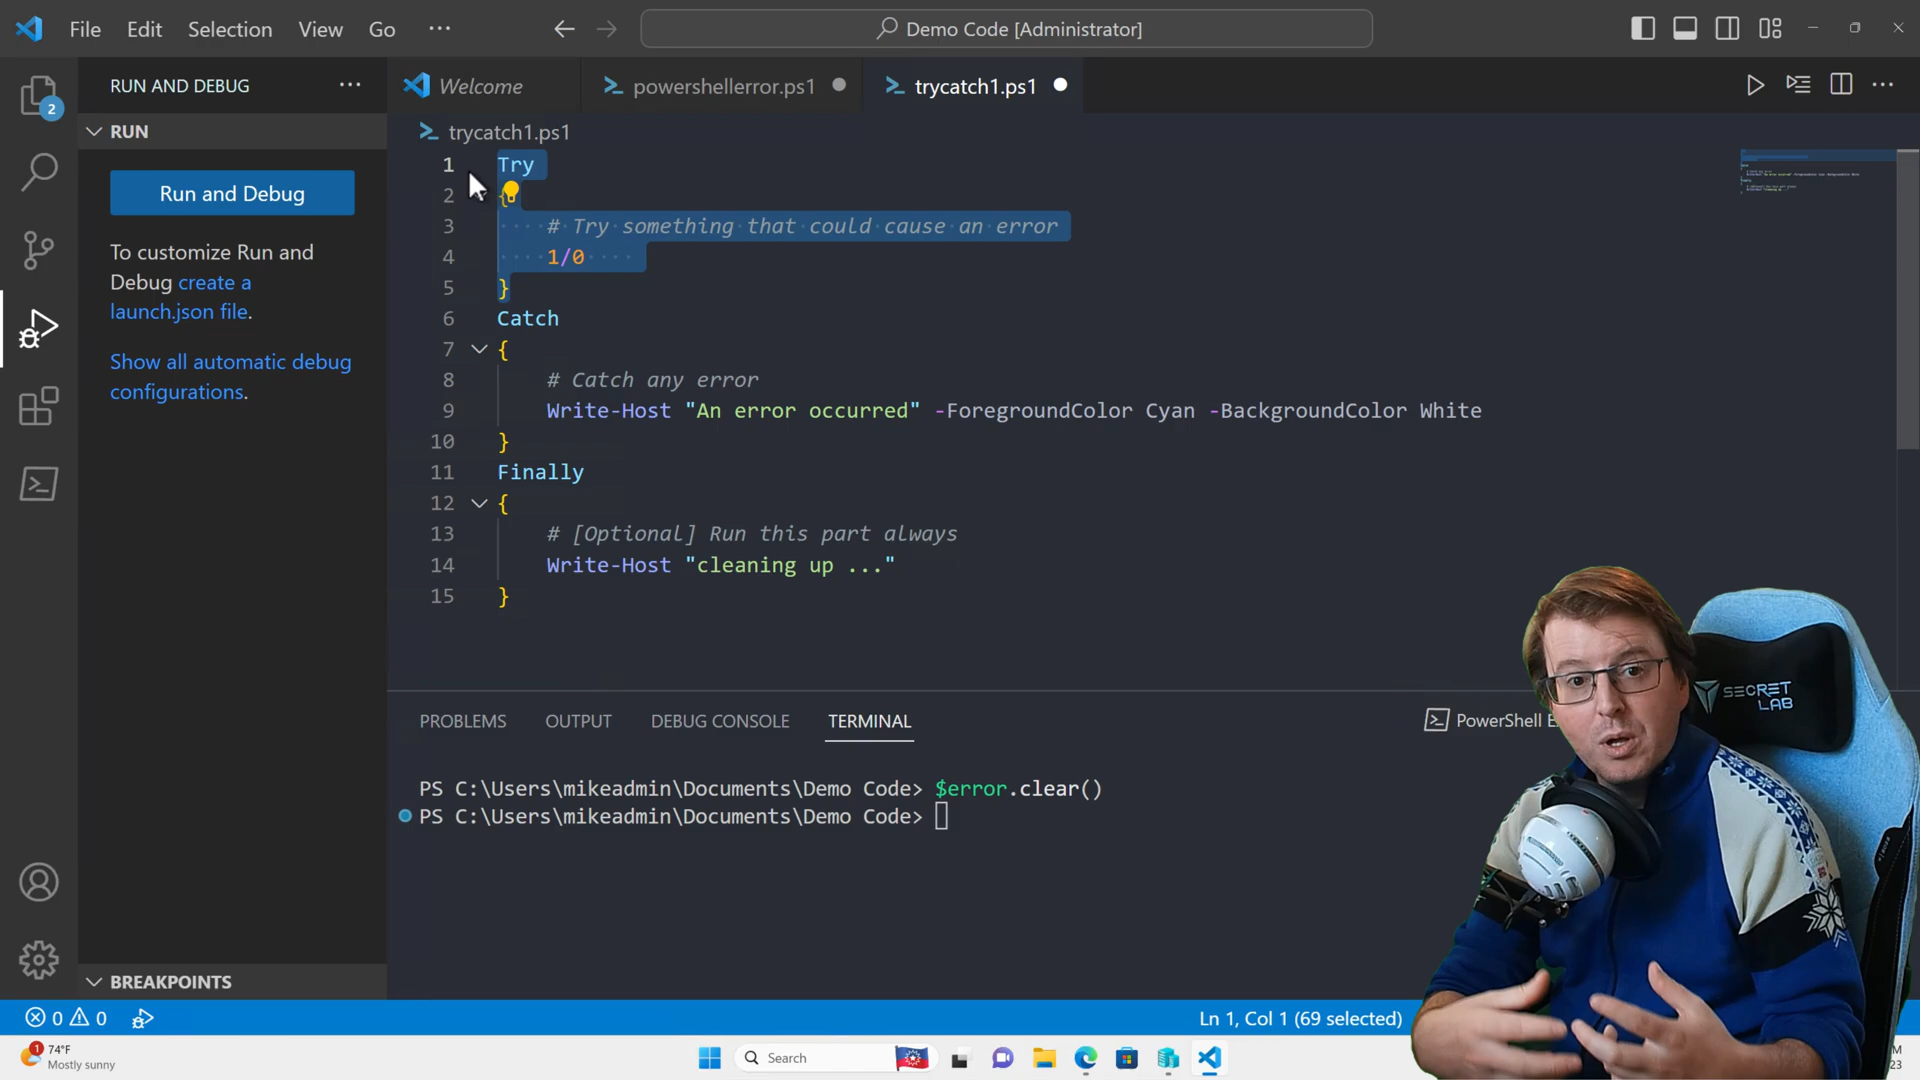 File Edit Selection View Go ···
Demo Code [Administrator]
RUN AND DEBUG ···
Welcome powershellerror.ps1 trycatch1.ps1
RUN
Run and Debug
To customize Run and
Debug create a
launch.json file.
Show all automatic debug
configurations.
2
trycatch1.ps1
1 Try
2 {
3 # Try something that could cause an error
4 1/0
5 }
6 Catch
7 {
8 # Catch any error
9 Write-Host "An error occurred" -ForegroundColor Cyan -BackgroundColor White
10 }
11 Finally
12 {
13 # [Optional] Run this part always
14 Write-Host "cleaning up ..."
15 }
PROBLEMS OUTPUT DEBUG CONSOLE TERMINAL
PowerShell E
PS C:\Users\mikeadmin\Documents\Demo Code> $error.clear()
PS C:\Users\mikeadmin\Documents\Demo Code>
SECRET
LAB
BREAKPOINTS
0 0
Ln 1, Col 1 (69 selected)
1
74°F
Mostly sunny
Search
M
23